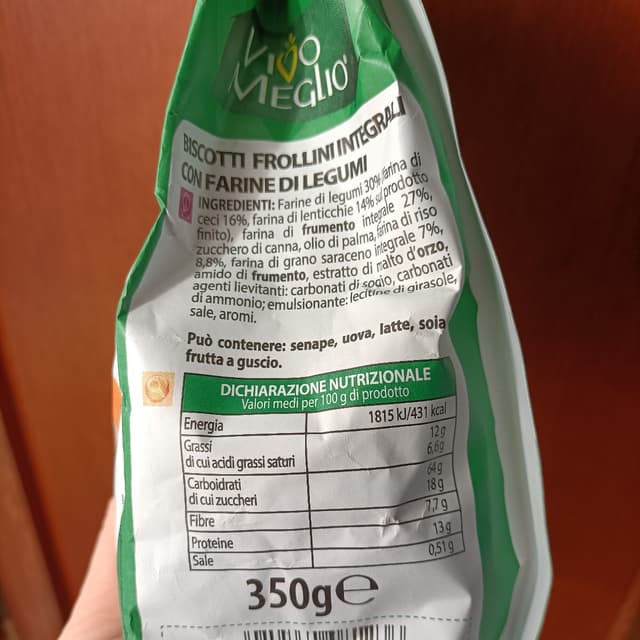 VIVO
MEGLIO
BISCOTTI FROLLINI INTEGRALI
CON FARINE DI LEGUMI
INGREDIENTI: Farine di legumi 30% farina di
ceci 16%, farina di lenticchie 14% sul prodotto
finito), farina di frumento integrale 27%,
zucchero di canna, olio di palma, farina di riso
8,8%, farina di grano saraceno integrale 7%,
amido di frumento, estratto di malto d'orzo,
agenti lievitanti: carbonati di sodio, carbonati
di ammonio; emulsionante: lecitine di girasole,
sale, aromi.
Può contenere: senape, uova, latte, soia
frutta a guscio.
DICHIARAZIONE NUTRIZIONALE
Valori medi per 100 g di prodotto
Energia 1815 kJ/431 kcal
Grassi 12 g
di cui acidi grassi saturi 6,6 g
Carboidrati 64 g
di cui zuccheri 18 g
Fibre 7,7 g
Proteine 13 g
Sale 0,51 g
350g e